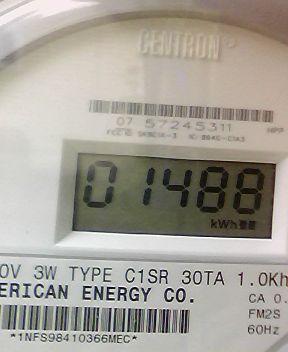 CENTRON®
07 57245311
HPP
01488
kWh
0V 3W TYPE C1SR 30TA 1.0Kh
ERICAN ENERGY CO.
CA 0.
FM2S
60Hz
*1NFS98410366MEC*